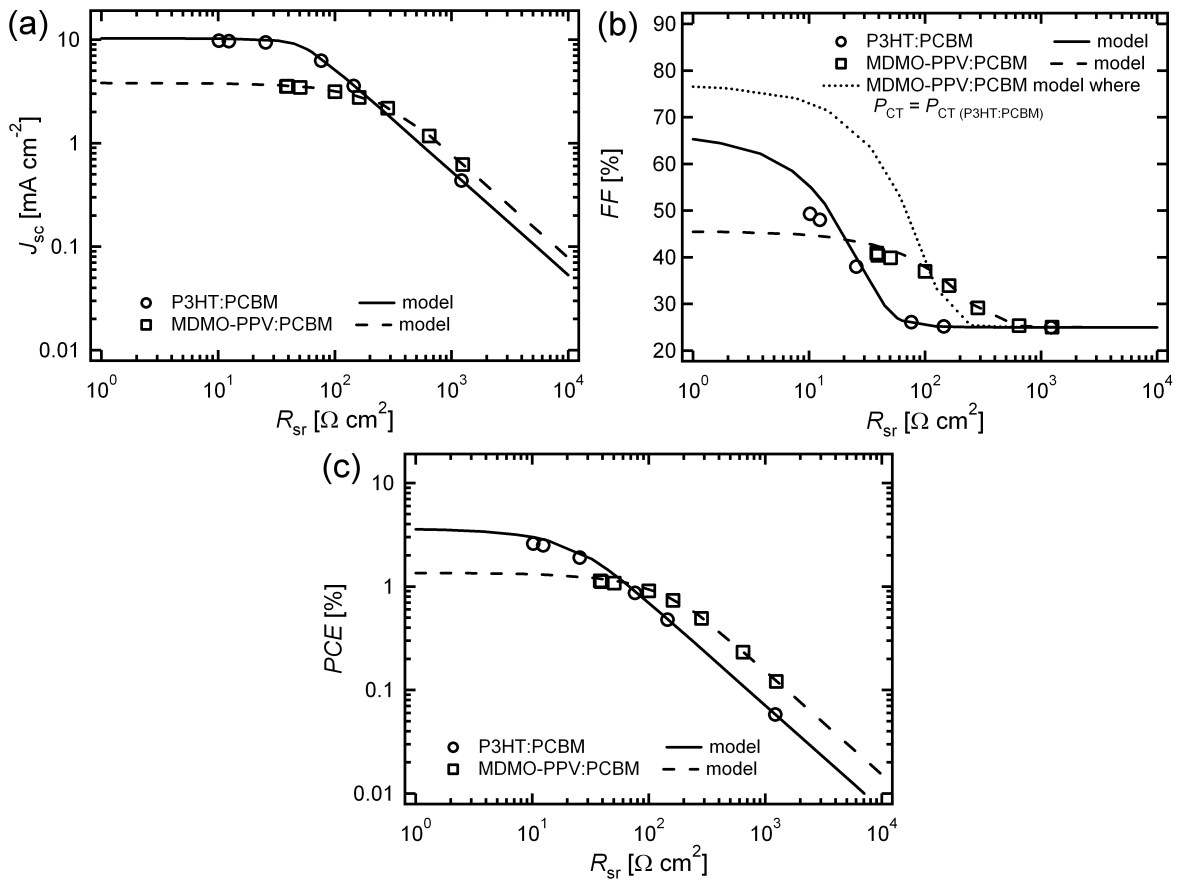 (a)
10
1
0.1
0.01
J_sc [mA cm^-2]
P3HT:PCBM model
MDMO-PPV:PCBM model
10^0 10^1 10^2 10^3 10^4
R_sr [Ω cm^2]
(b)
90
80
70
60
50
40
30
20
FF [%]
P3HT:PCBM model
MDMO-PPV:PCBM model
MDMO-PPV:PCBM model where
P_CT = P_CT (P3HT:PCBM)
10^0 10^1 10^2 10^3 10^4
R_sr [Ω cm^2]
(c)
10
1
0.1
0.01
PCE [%]
P3HT:PCBM model
MDMO-PPV:PCBM model
10^0 10^1 10^2 10^3 10^4
R_sr [Ω cm^2]